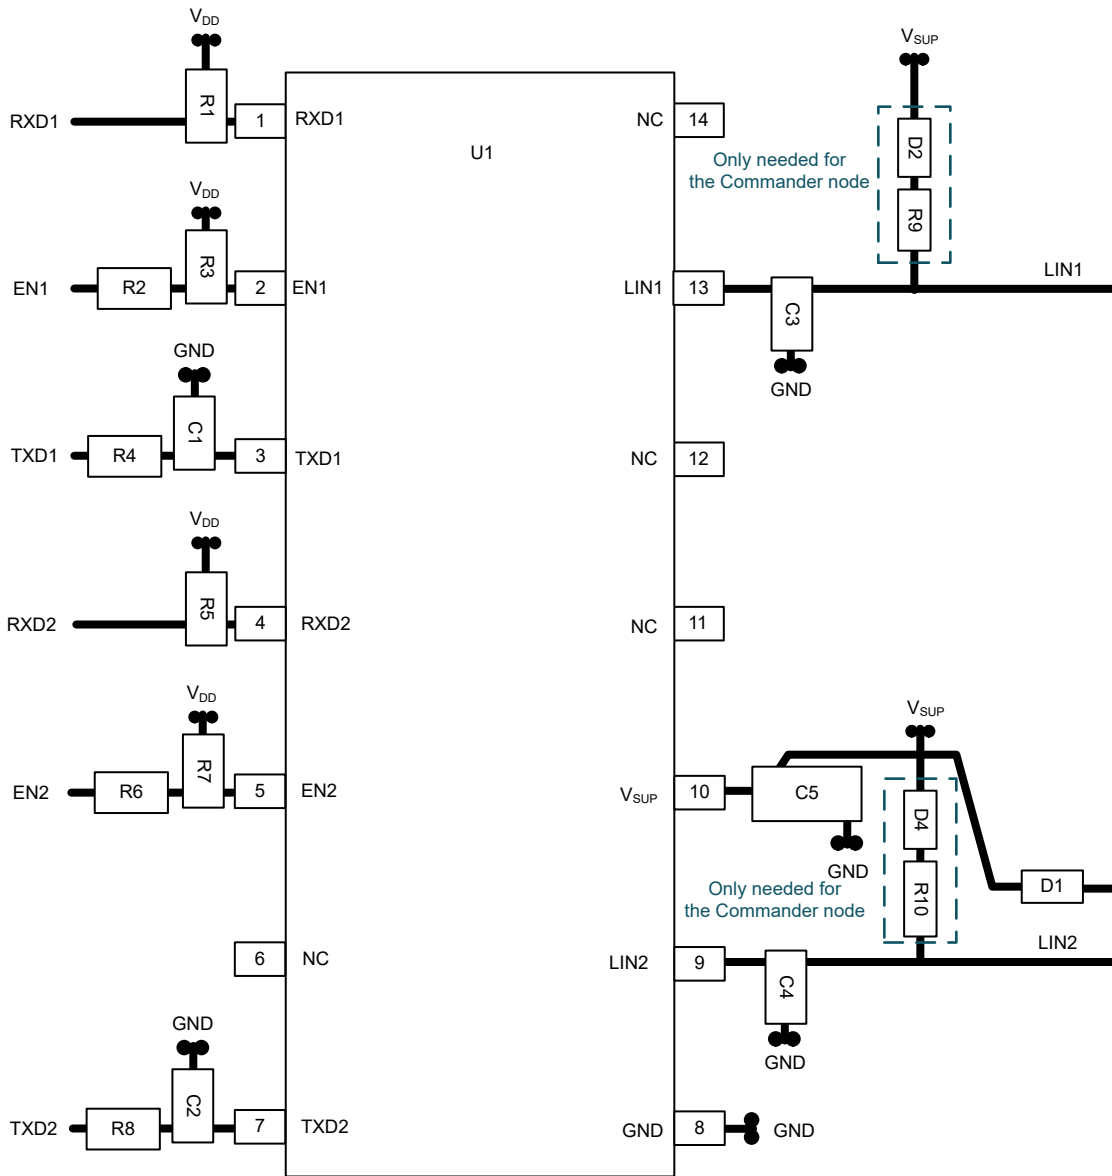 VDD
R1
RXD1
1
RXD1
U1
NC
14
VSUP
D2
R9
Only needed for
the Commander node
VDD
R3
EN1
R2
2
EN1
LIN1
13
C3
GND
LIN1
GND
C1
TXD1
R4
3
TXD1
NC
12
VDD
R5
RXD2
4
RXD2
NC
11
VDD
R7
EN2
R6
5
EN2
VSUP
10
C5
GND
VSUP
D4
R10
D1
Only needed for
the Commander node
6
NC
LIN2
9
C4
GND
LIN2
GND
C2
TXD2
R8
7
TXD2
GND
8
GND